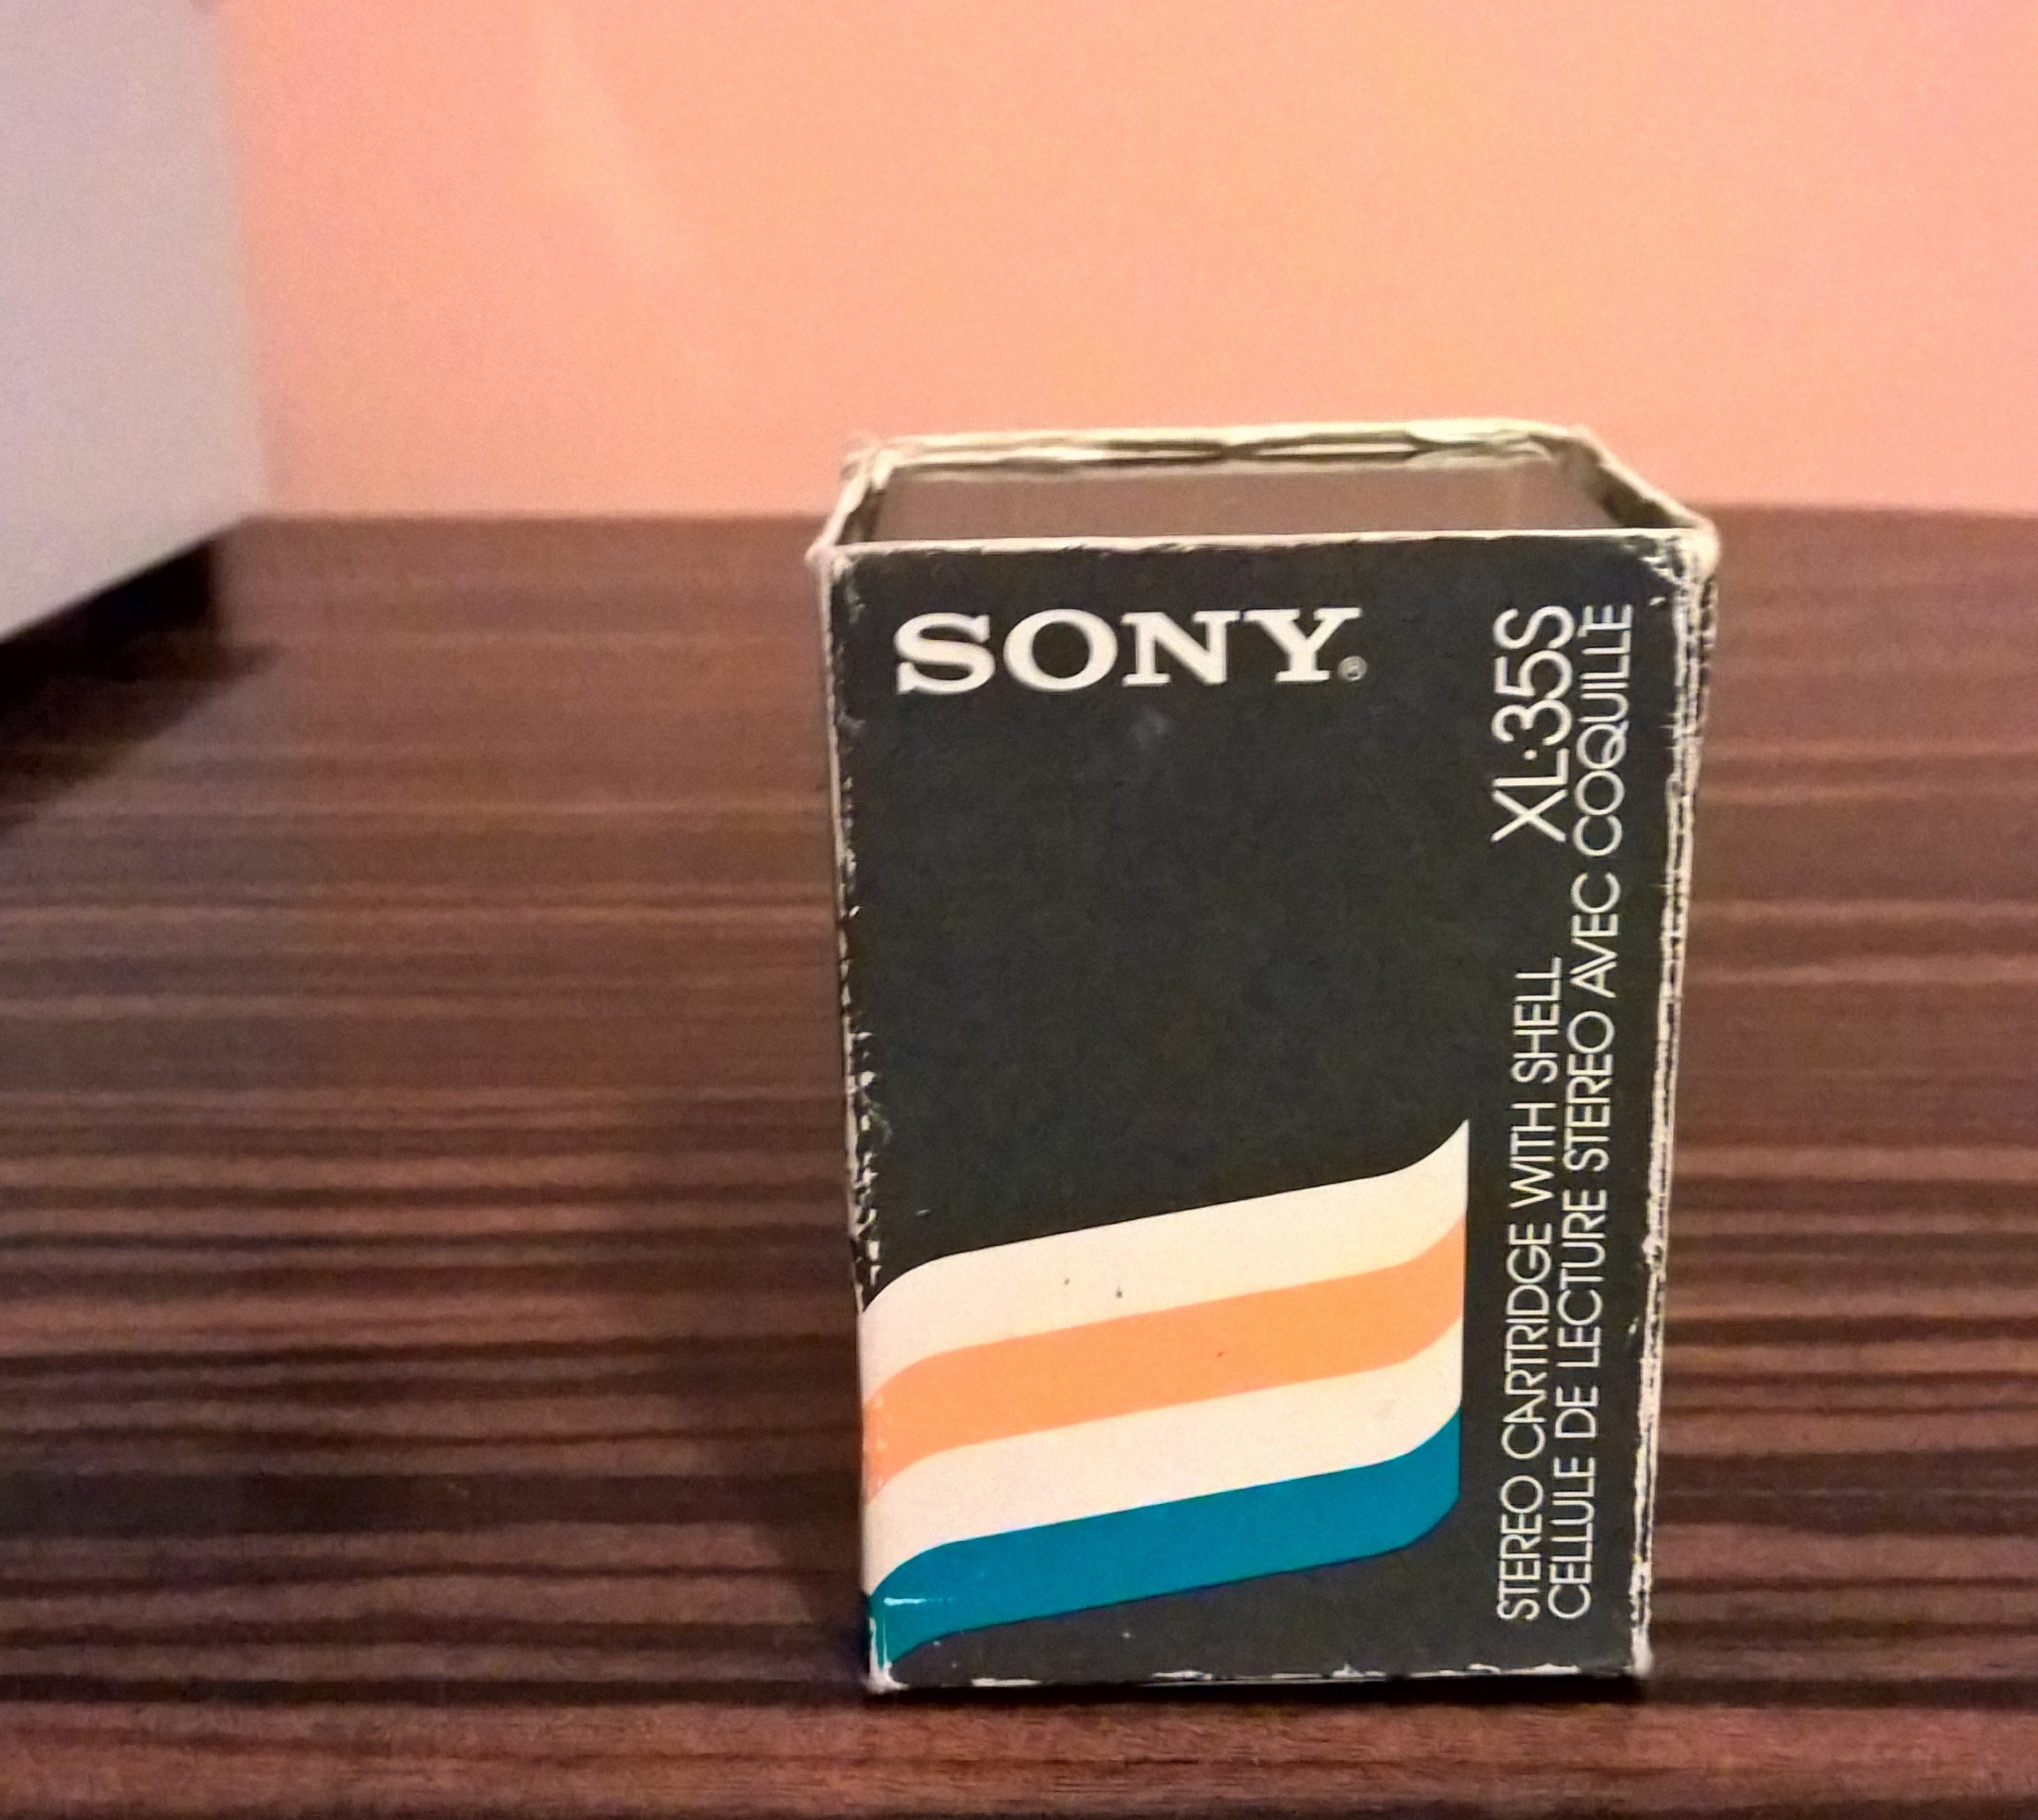 SONY®
STEREO CARTRIDGE WITH SHELL XL·35S
CELLULE DE LECTURE STEREO AVEC COQUILLE